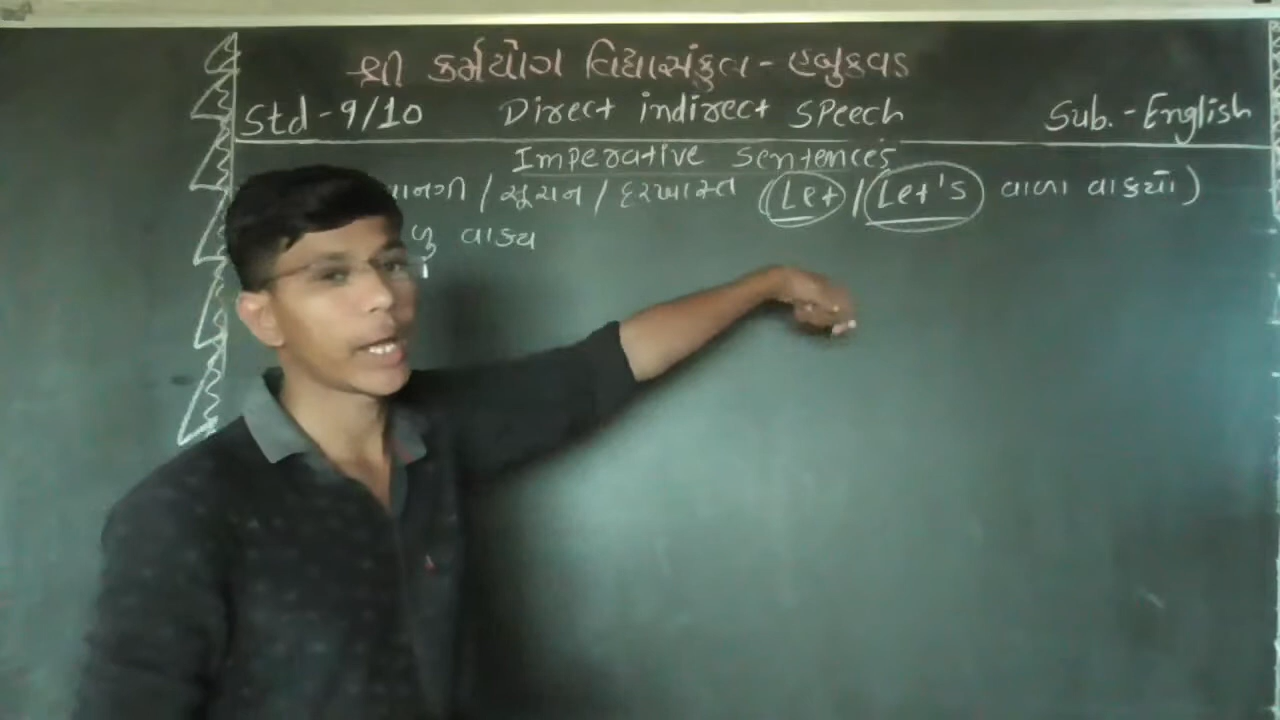 શ્રી કર્મયોગ વિદ્યાસંકુલ - હબુકવડ
Std-9/10 Direct indirect Speech Sub.-English
Imperative Sentences
/ સૂચન / દરખાસ્ત (Let / Let's વાળા વાક્યો)
વાક્ય